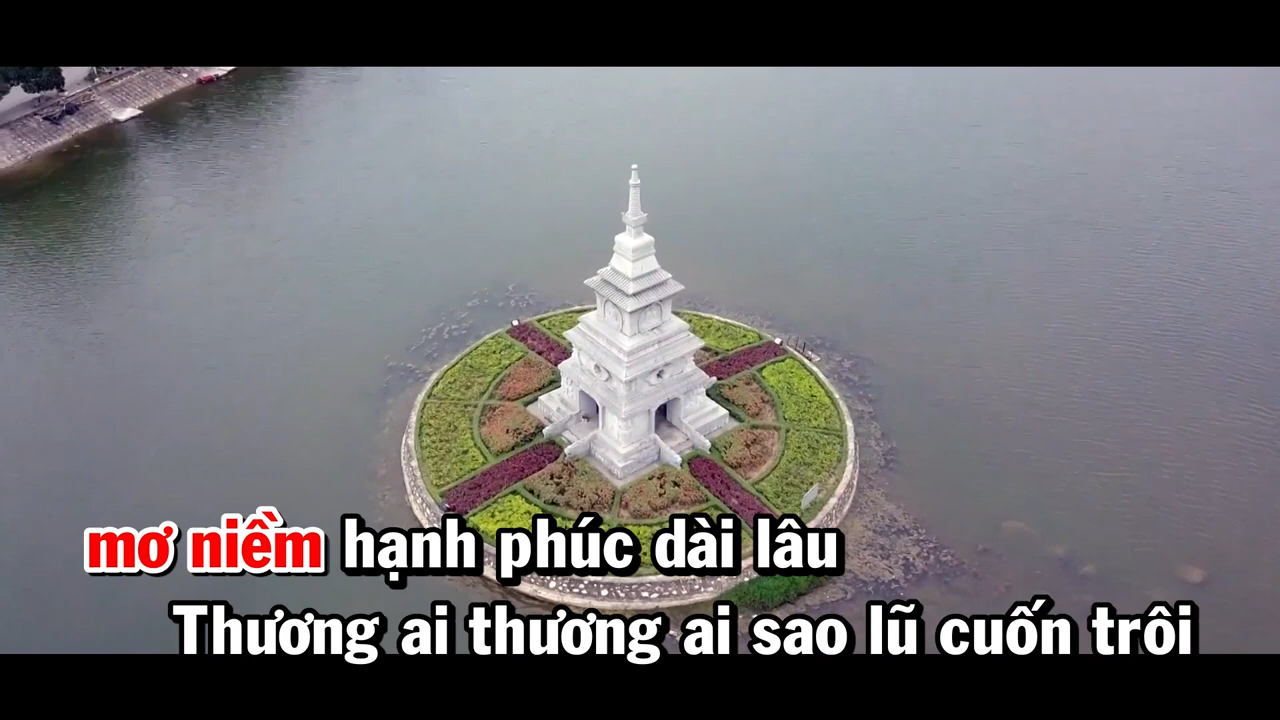 mơ niềm hạnh phúc dài lâu
Thương ai thương ai sao lũ cuốn trôi